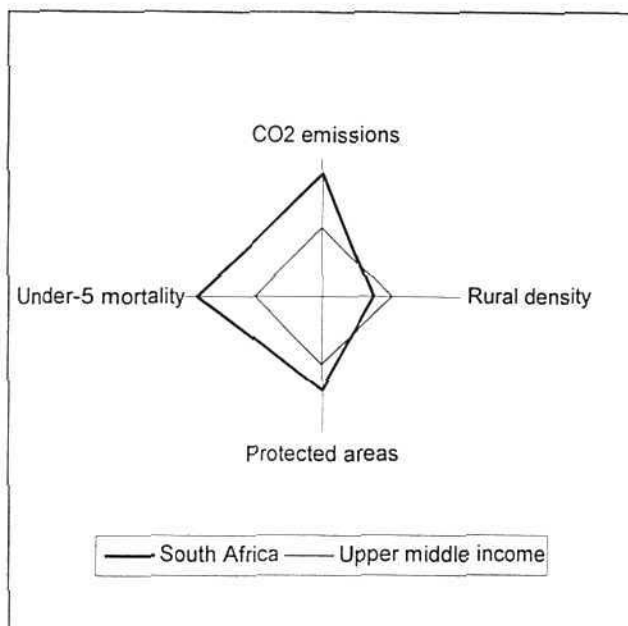 CO2 emissions
Under-5 mortality
Rural density
Protected areas
South Africa
Upper middle income